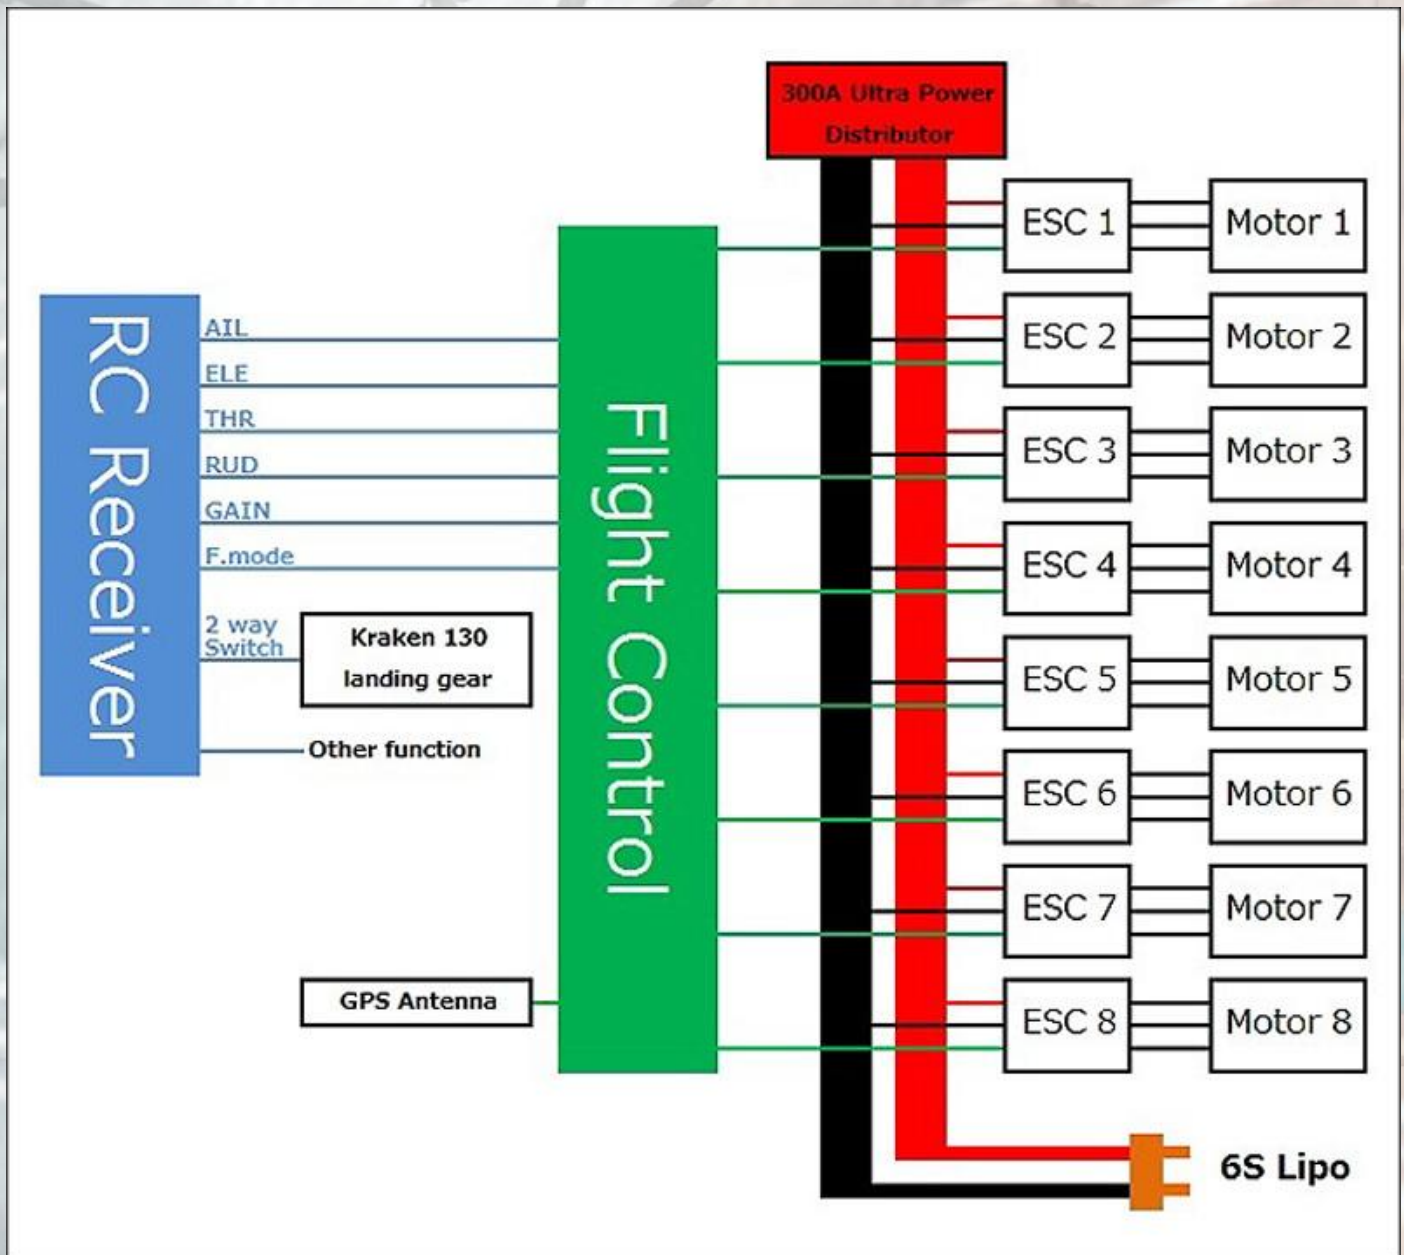 300A Ultra Power
Distributor
RC Receiver
AIL
ELE
THR
RUD
GAIN
F.mode
2 way
Switch
Kraken 130
landing gear
Other function
Flight Control
GPS Antenna
ESC 1
Motor 1
ESC 2
Motor 2
ESC 3
Motor 3
ESC 4
Motor 4
ESC 5
Motor 5
ESC 6
Motor 6
ESC 7
Motor 7
ESC 8
Motor 8
6S Lipo